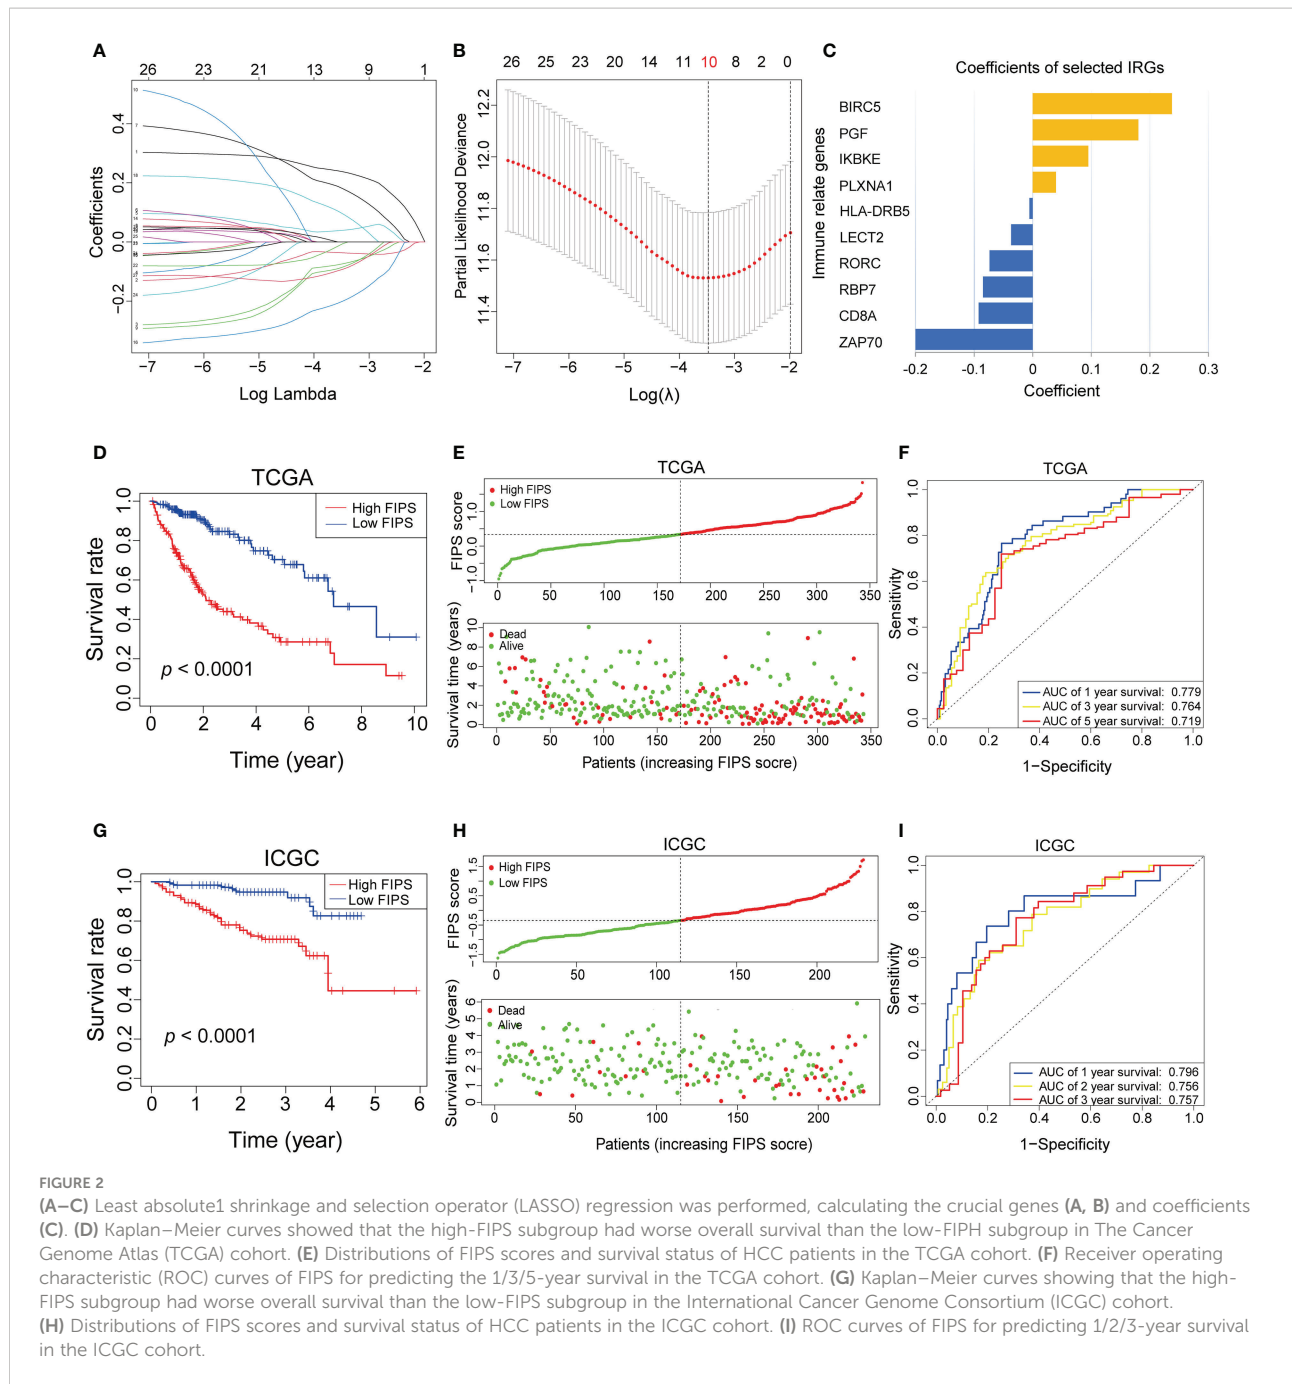 A
26 23 21 13 9 1
Coefficients
0.4
0.2
0.0
−0.2
−7 −6 −5 −4 −3 −2
Log Lambda
B
26 25 23 20 14 11 10 8 2 0
Partial Likelihood Deviance
12.2
12.0
11.8
11.6
11.4
−7 −6 −5 −4 −3 −2
Log(λ)
C
Coefficients of selected IRGs
Immune relate genes
BIRC5
PGF
IKBKE
PLXNA1
HLA-DRB5
LECT2
RORC
RBP7
CD8A
ZAP70
-0.2 -0.1 0 0.1 0.2 0.3
Coefficient
D
TCGA
High FIPS
Low FIPS
Survival rate
1.0
0.8
0.6
0.4
0.2
0.0
p < 0.0001
0 2 4 6 8 10
Time (year)
E
TCGA
High FIPS
Low FIPS
FIPS score
1.0
0.0
−1.0
0 50 100 150 200 250 300 350
Dead
Alive
Survival time (years)
10
8
6
4
2
0
0 50 100 150 200 250 300 350
Patients (increasing FIPS socre)
F
TCGA
Sensitivity
1.0
0.8
0.6
0.4
0.2
0.0
AUC of 1 year survival: 0.779
AUC of 3 year survival: 0.764
AUC of 5 year survival: 0.719
0.0 0.2 0.4 0.6 0.8 1.0
1−Specificity
G
ICGC
High FIPS
Low FIPS
Survival rate
1.0
0.8
0.6
0.4
0.2
0.0
p < 0.0001
0 1 2 3 4 5 6
Time (year)
H
ICGC
High FIPS
Low FIPS
FIPS score
1.5
0.5
−0.5
−1.5
0 50 100 150 200
Dead
Alive
Survival time (years)
6
5
4
3
2
1
0
0 50 100 150 200
Patients (increasing FIPS socre)
I
ICGC
Sensitivity
1.0
0.8
0.6
0.4
0.2
0.0
AUC of 1 year survival: 0.796
AUC of 2 year survival: 0.756
AUC of 3 year survival: 0.757
0.0 0.2 0.4 0.6 0.8 1.0
1−Specificity
FIGURE 2
(A–C) Least absolute1 shrinkage and selection operator (LASSO) regression was performed, calculating the crucial genes (A, B) and coefficients
(C). (D) Kaplan–Meier curves showed that the high-FIPS subgroup had worse overall survival than the low-FIPH subgroup in The Cancer
Genome Atlas (TCGA) cohort. (E) Distributions of FIPS scores and survival status of HCC patients in the TCGA cohort. (F) Receiver operating
characteristic (ROC) curves of FIPS for predicting the 1/3/5-year survival in the TCGA cohort. (G) Kaplan–Meier curves showing that the high-
FIPS subgroup had worse overall survival than the low-FIPS subgroup in the International Cancer Genome Consortium (ICGC) cohort.
(H) Distributions of FIPS scores and survival status of HCC patients in the ICGC cohort. (I) ROC curves of FIPS for predicting 1/2/3-year survival
in the ICGC cohort.